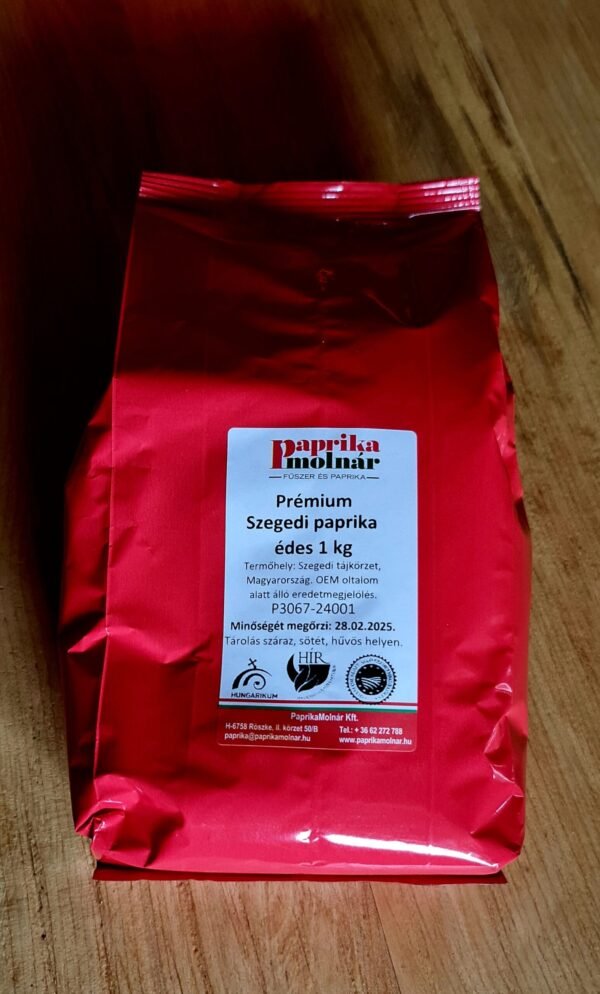 Paprika
molnár
FŰSZER ÉS PAPRIKA
Prémium
Szegedi paprika
édes 1 kg
Termőhely: Szegedi tájkörzet,
Magyarország. OEM oltalom
alatt álló eredetmegjelölés.
P3067-24001
Minőségét megőrzi: 28.02.2025.
Tárolás száraz, sötét, hűvös helyen.
HÍR
HUNGARIKUM
PaprikaMolnár Kft.
H-6758 Röszke, II. körzet 50/B Tel.: + 36 62 272 788
paprika@paprikamolnar.hu www.paprikamolnar.hu